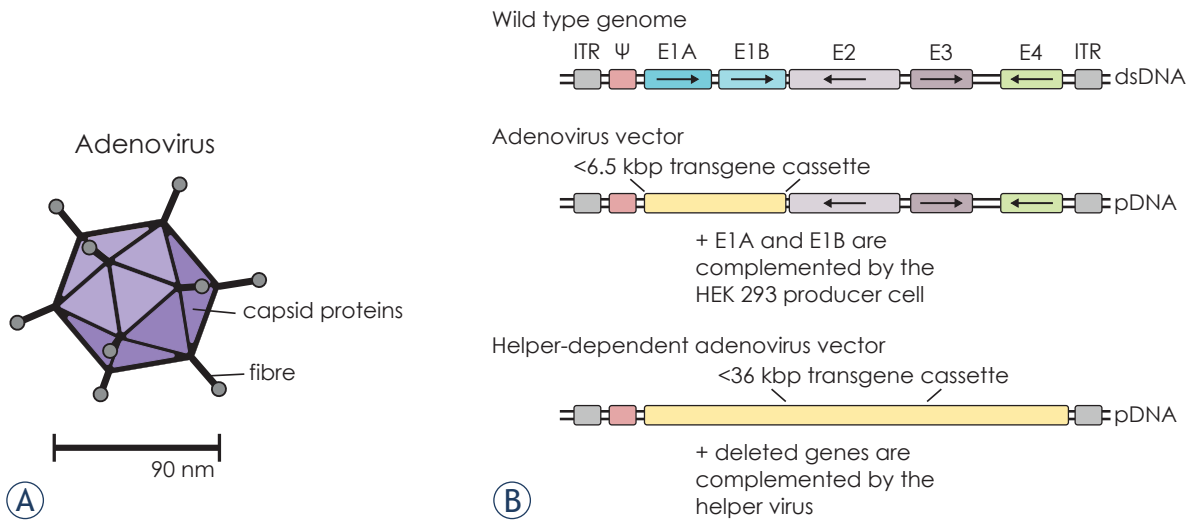 Adenovirus
capsid proteins
fibre
90 nm
A
Wild type genome
ITR Ψ E1A E1B E2 E3 E4 ITR
dsDNA
Adenovirus vector
<6.5 kbp transgene cassette
pDNA
+ E1A and E1B are
complemented by the
HEK 293 producer cell
Helper-dependent adenovirus vector
<36 kbp transgene cassette
pDNA
+ deleted genes are
complemented by the
helper virus
B